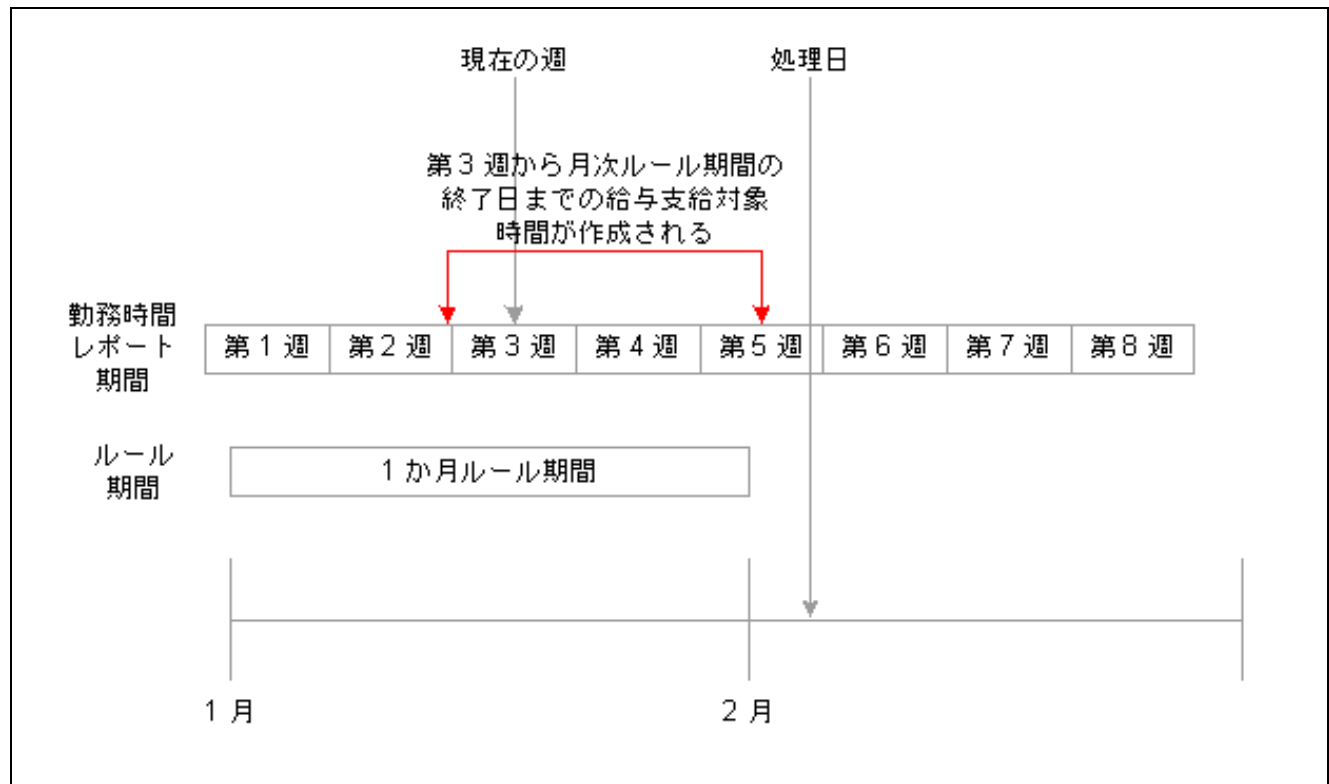 現在の週
処理日
第３週から月次ルール期間の
終了日までの給与支給対象
時間が作成される
勤務時間
レポート
期間
第１週
第２週
第３週
第４週
第５週
第６週
第７週
第８週
ルール
期間
１か月ルール期間
１月
２月